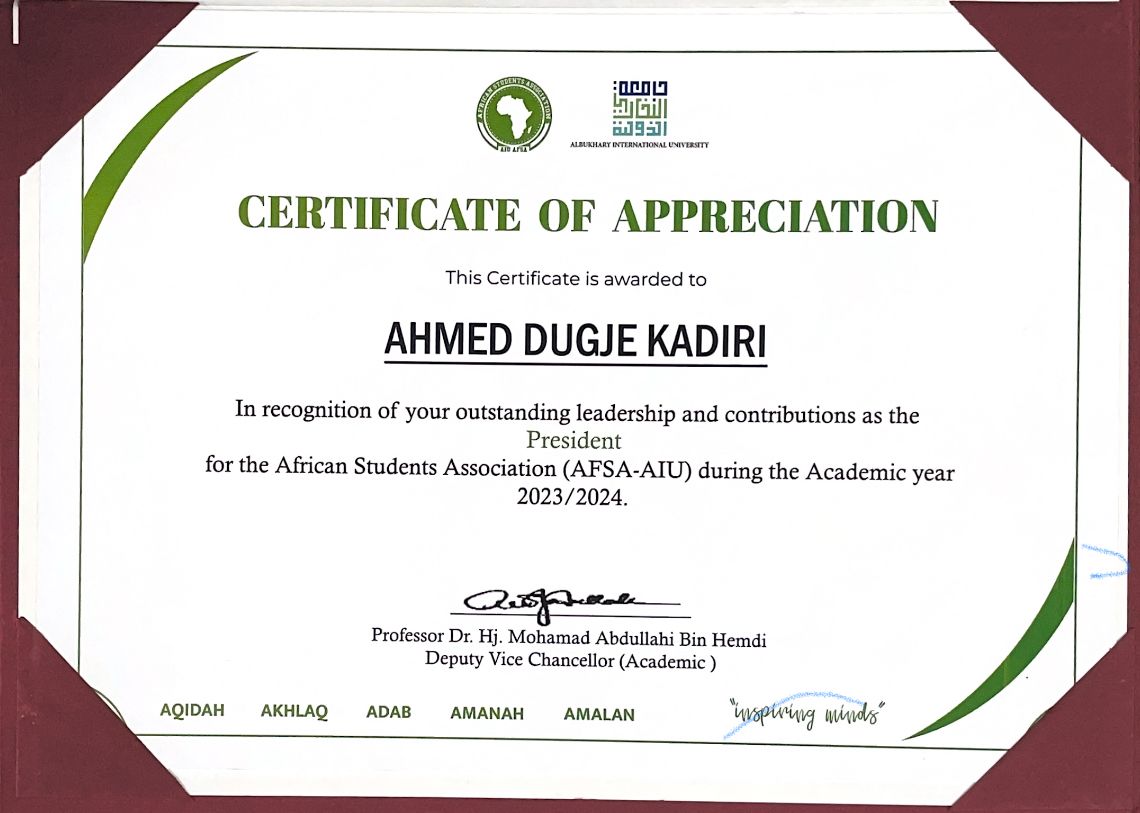 AFRICAN STUDENTS ASSOCIATION
AIU AFSA
جامعة
البخاري
الدولية
ALBUKHARY INTERNATIONAL UNIVERSITY
CERTIFICATE OF APPRECIATION
This Certificate is awarded to
AHMED DUGJE KADIRI
In recognition of your outstanding leadership and contributions as the
President
for the African Students Association (AFSA-AIU) during the Academic year
2023/2024.
Professor Dr. Hj. Mohamad Abdullahi Bin Hemdi
Deputy Vice Chancellor (Academic )
AQIDAH AKHLAQ ADAB AMANAH AMALAN "inspiring minds"